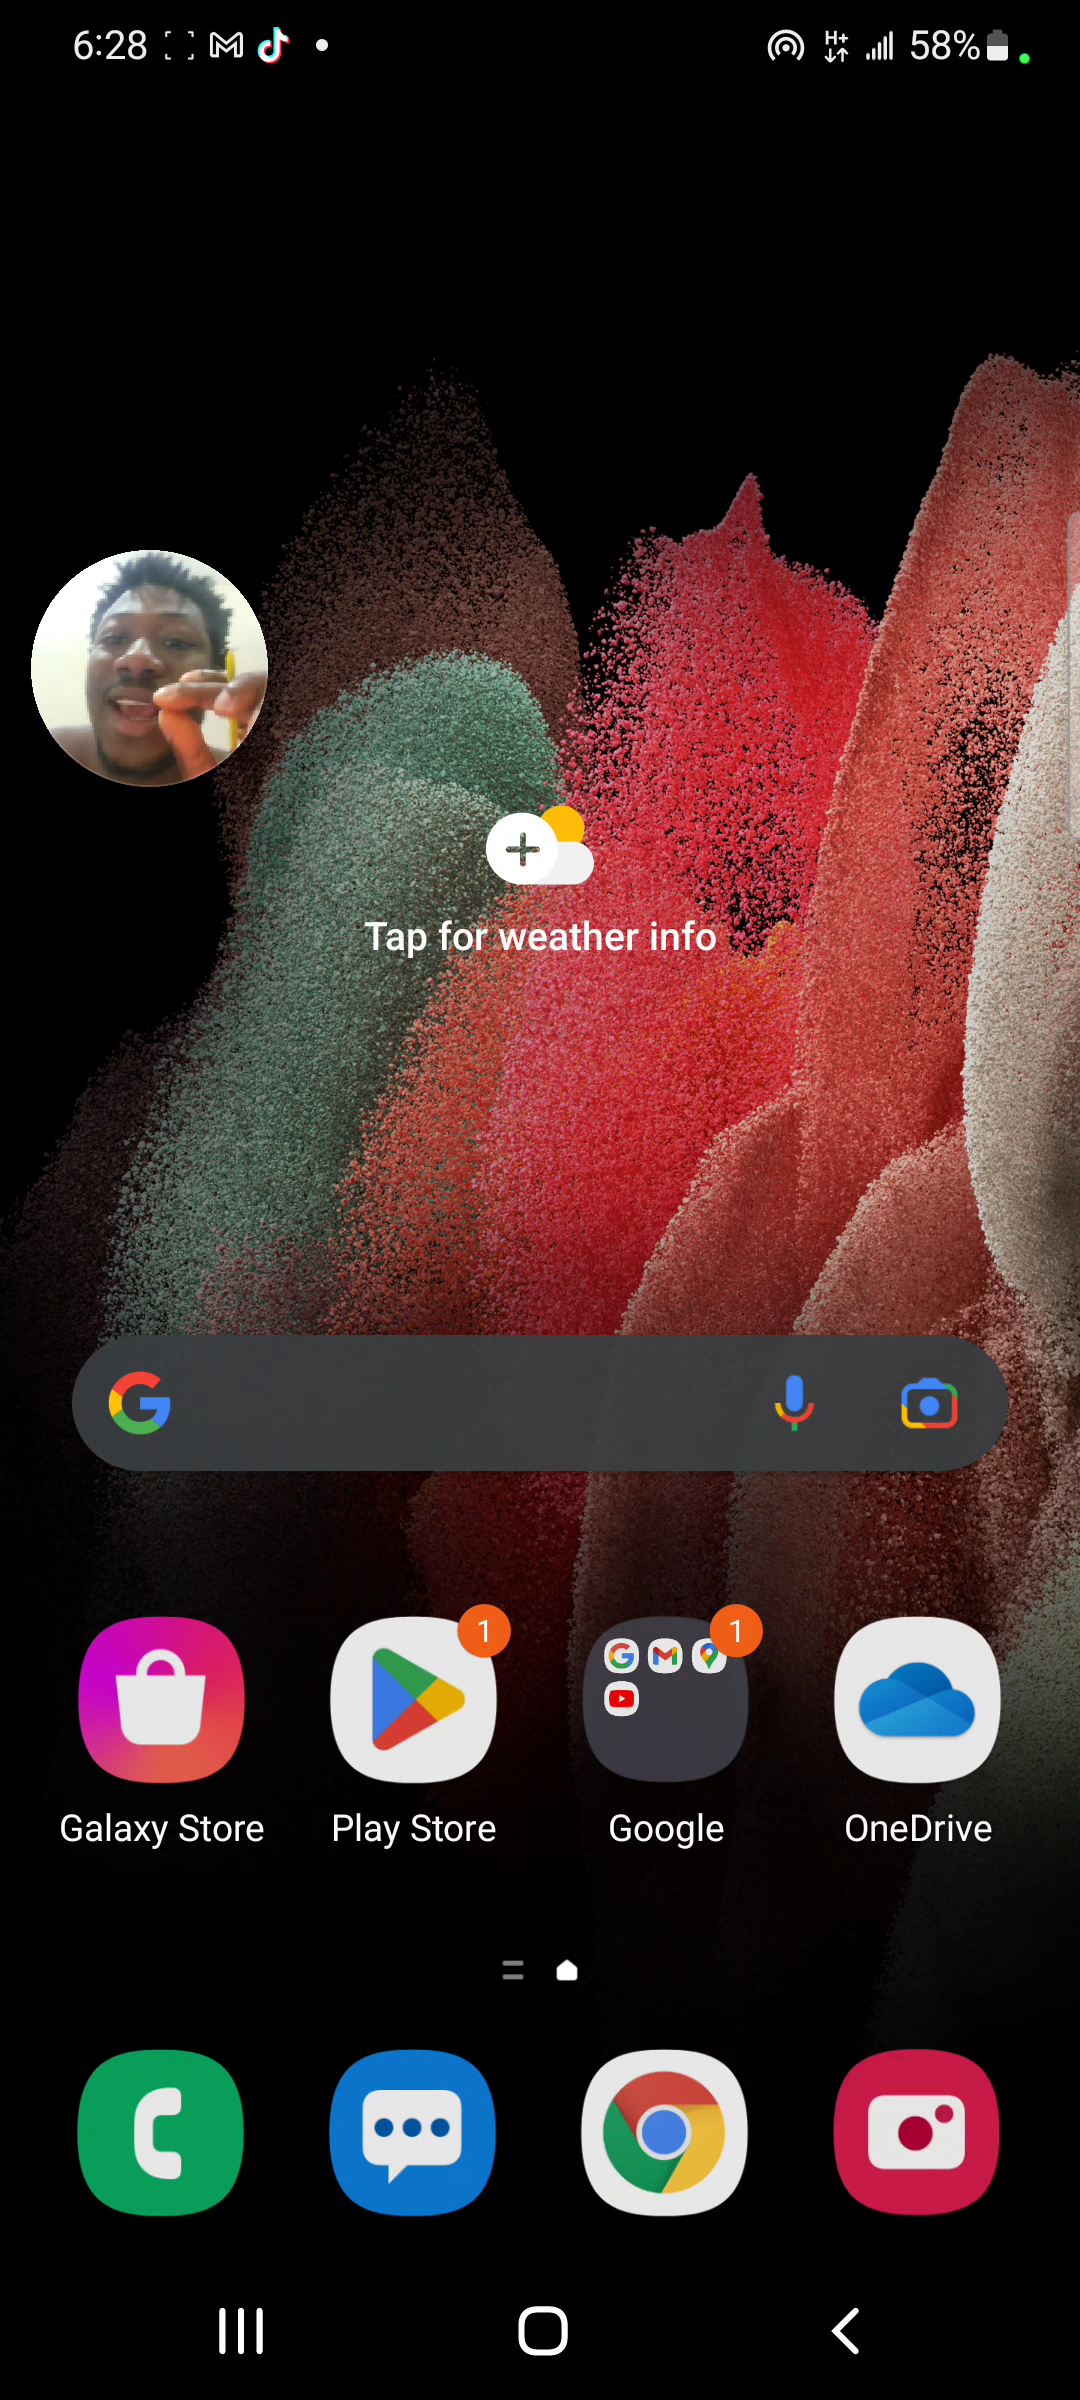 6:28
H+
58%
Tap for weather info
1
1
Galaxy Store
Play Store
Google
OneDrive